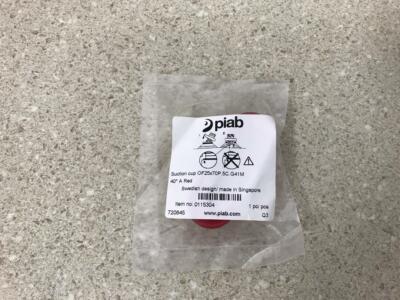 piab
Suction cup OF25x70P.5C.G41M
40° A Red
Swedish design/ made in Singapore
Item no. 0115304
1 pc/ pcs
720645
www.piab.com
Q3